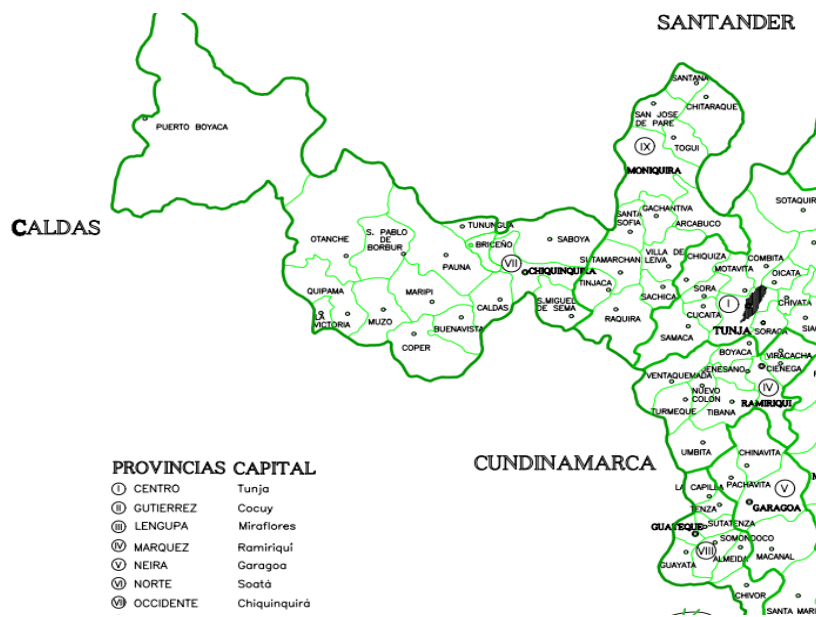 SANTANDER
SANTANA
CHITARAQUE
SAN JOSE
DE PARE
PUERTO BOYACA
TOGUI
IX
MONIQUIRA
SOTAQUIR
GACHANTIVA
SANTA
SOFIA
ARCABUCO
CALDAS
TUNUNGUA
S. PABLO
DE
BORBUR
OTANCHE
BRICEÑO
SABOYA
VILLA DE
LEIVA
CHIQUIZA
COMBITA
PAUNA
VII
CHIQUINQUIRA
SUTAMARCHAN
MOTAVITA
OICATA
TINJACA
QUIPAMA
MARIPI
CALDAS
S.MIGUEL
DE SEMA
SACHICA
SORA
I
CHIVATA
LA
VICTORIA
MUZO
BUENAVISTA
RAQUIRA
CUCAITA
SAMACA
TUNJA
SORACA
SIA
COPER
BOYACA
VIRACACHA
VENTAQUEMADA
JENESANO
CIENEGA
NUEVO
COLON
IV
TURMEQUE
TIBANA
RAMIRIQUI
UMBITA
CHINAVITA
CUNDINAMARCA
PROVINCIAS CAPITAL
LA CAPILLA
PACHAVITA
V
I CENTRO Tunja
TENZA
GARAGOA
II GUTIERREZ Cocuy
GUATEQUE
SUTATENZA
III LENGUPA Miraflores
SOMONDOCO
IV MARQUEZ Ramiriquí
VIII
ALMEIDA
MACANAL
V NEIRA Garagoa
GUAYATA
VI NORTE Soatá
CHIVOR
VII OCCIDENTE Chiquinquirá
SANTA MARI